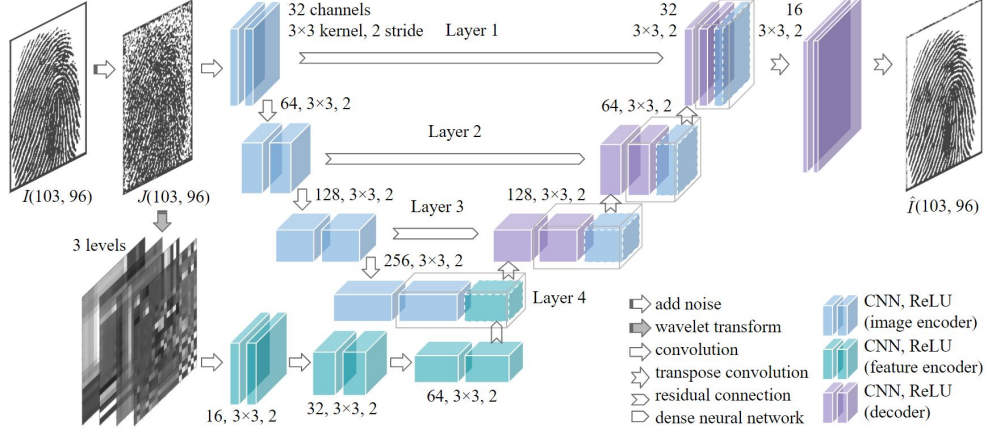 32 channels
3×3 kernel, 2 stride
Layer 1
32
3×3, 2
16
3×3, 2
64, 3×3, 2
64, 3×3, 2
Layer 2
I(103, 96)
J(103, 96)
Î(103, 96)
128, 3×3, 2
128, 3×3, 2
Layer 3
3 levels
256, 3×3, 2
Layer 4
16, 3×3, 2
32, 3×3, 2
64, 3×3, 2
add noise
wavelet transform
convolution
transpose convolution
residual connection
dense neural network
CNN, ReLU
(image encoder)
CNN, ReLU
(feature encoder)
CNN, ReLU
(decoder)